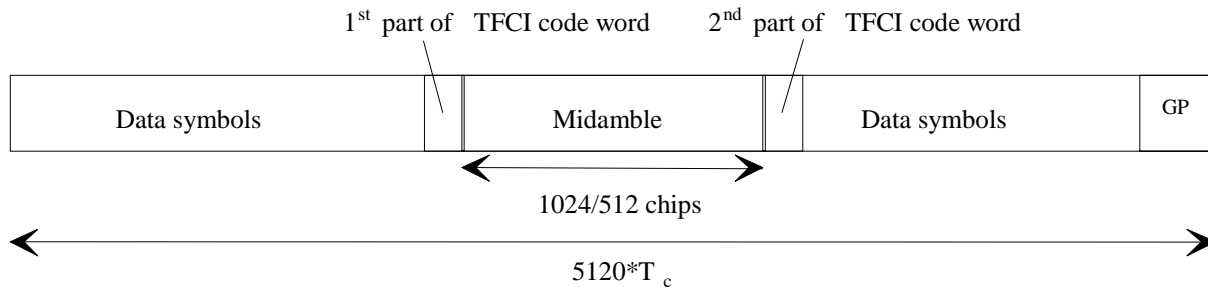 1st part of TFCI code word 2nd part of TFCI code word
Data symbols Midamble Data symbols GP
1024/512 chips
5120*T c